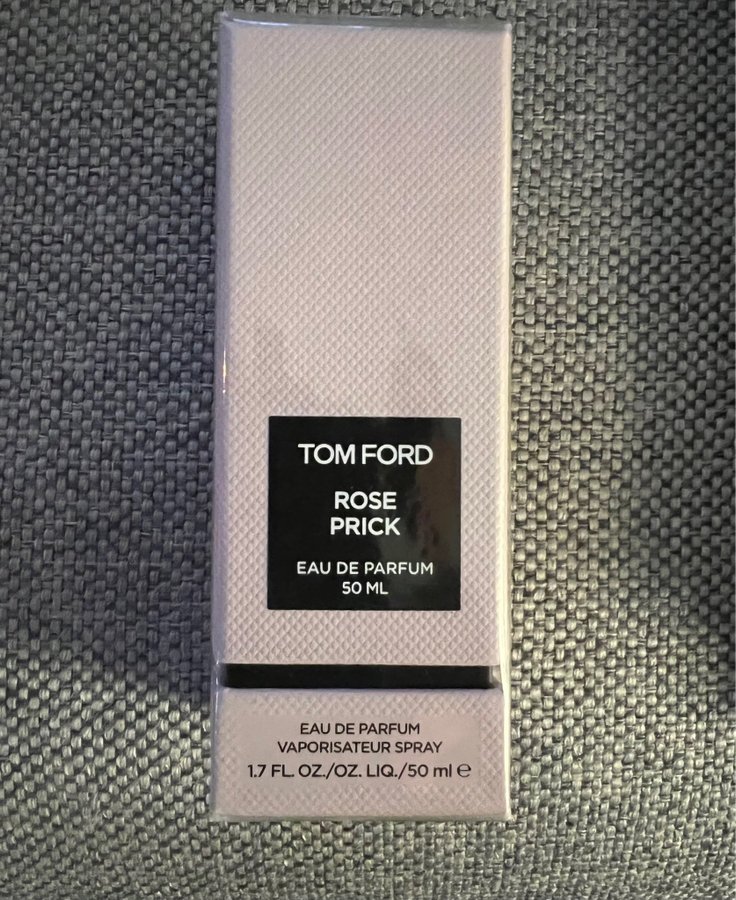 TOM FORD
ROSE
PRICK
EAU DE PARFUM
50 ML
EAU DE PARFUM
VAPORISATEUR SPRAY
1.7 FL. OZ./OZ. LIQ./50 ml ℮